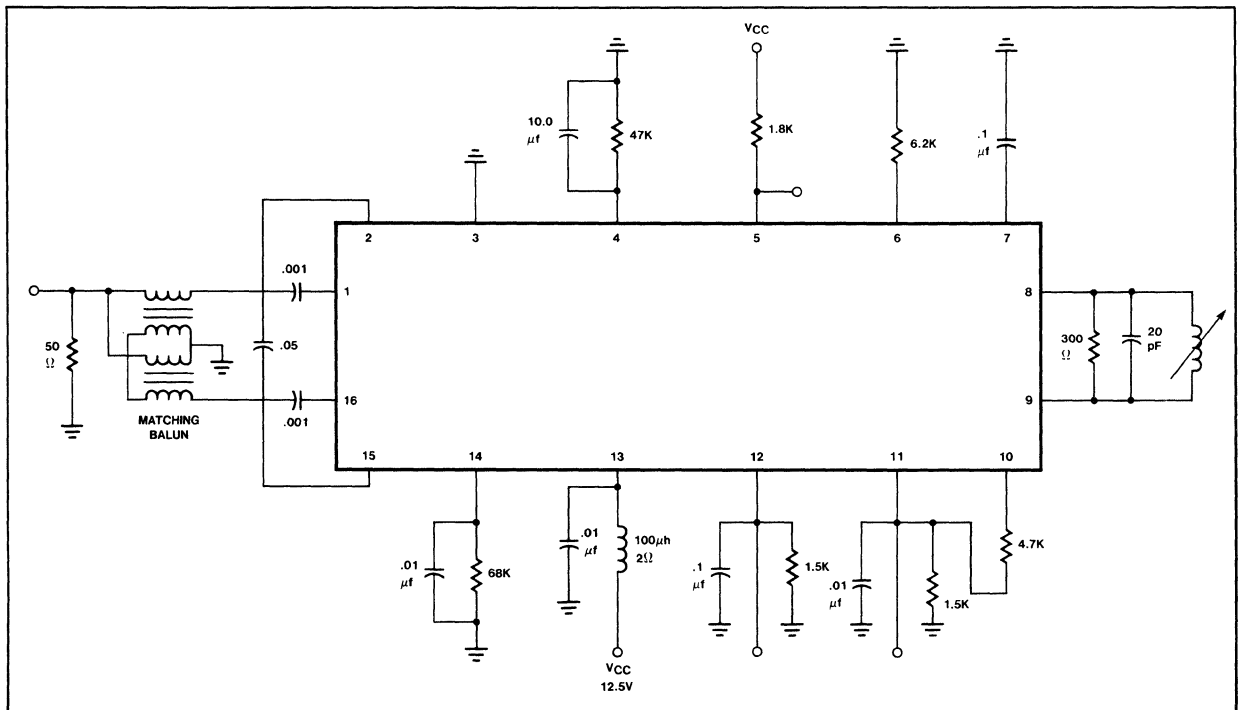 VCC
10.0
µf
47K
1.8K
6.2K
.1
µf
2
3
4
5
6
7
.001
1
8
50
Ω
.05
300
Ω
20
pF
16
9
.001
MATCHING
BALUN
15
14
13
12
11
10
.01
µf
68K
.01
µf
100µh
2Ω
.1
µf
1.5K
.01
µf
1.5K
4.7K
VCC
12.5V